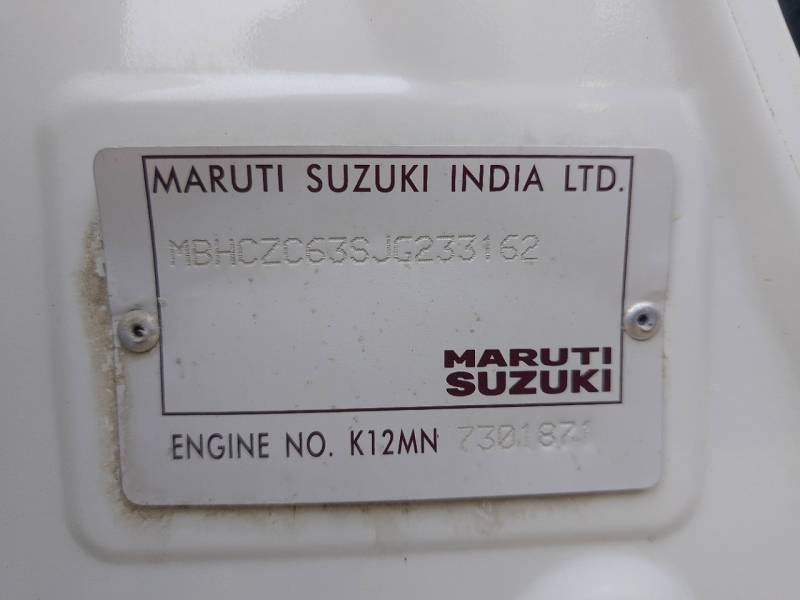 MARUTI SUZUKI INDIA LTD.
MBHCZC63SJG233162
MARUTI
SUZUKI
ENGINE NO. K12MN 7301871